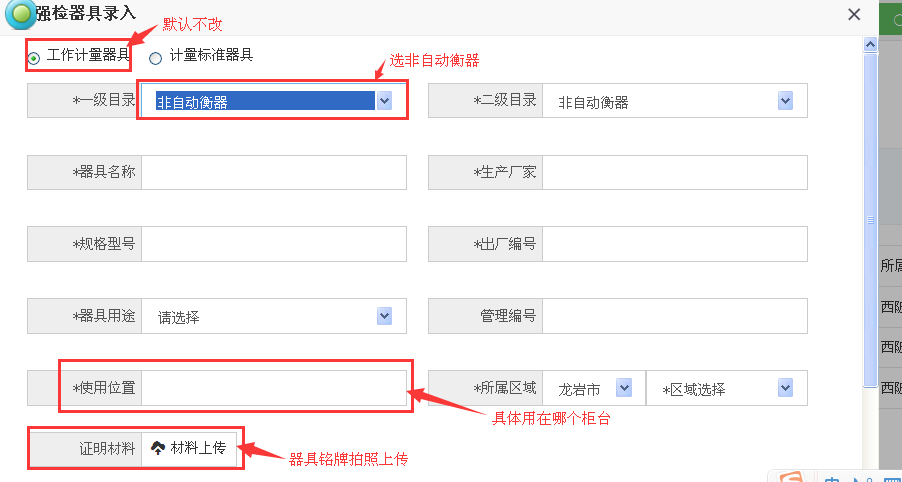 强检器具录入
默认不改
工作计量器具 计量标准器具
选非自动衡器
*一级目录 非自动衡器 *二级目录 非自动衡器
*器具名称 *生产厂家
*规格型号 *出厂编号
所属
西陂
*器具用途 请选择 管理编号
西陂
*使用位置 *所属区域 龙岩市 *区域选择
西陂
具体用在哪个柜台
证明材料 材料上传
器具铭牌拍照上传
中